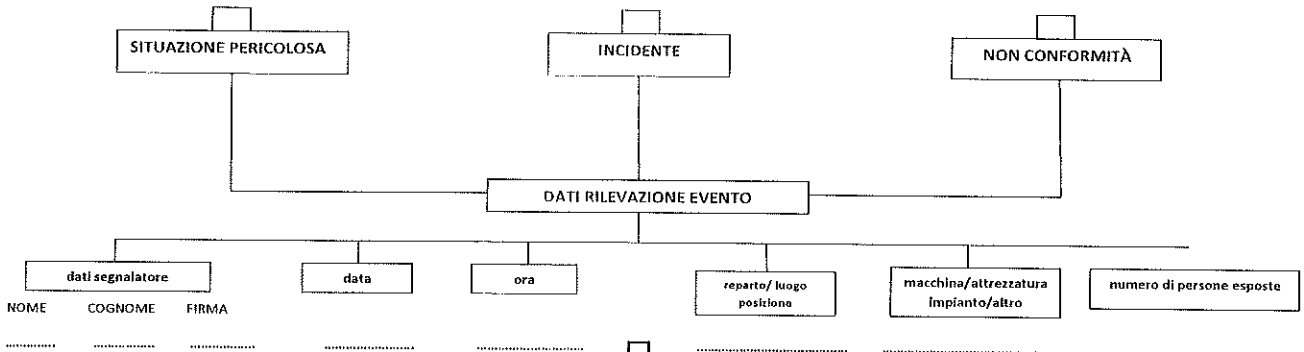 SITUAZIONE PERICOLOSA
INCIDENTE
NON CONFORMITÀ
DATI RILEVAZIONE EVENTO
dati segnalatore
data
ora
reparto/ luogo
posizione
macchina/attrezzatura
impianto/altro
numero di persone esposte
NOME COGNOME FIRMA